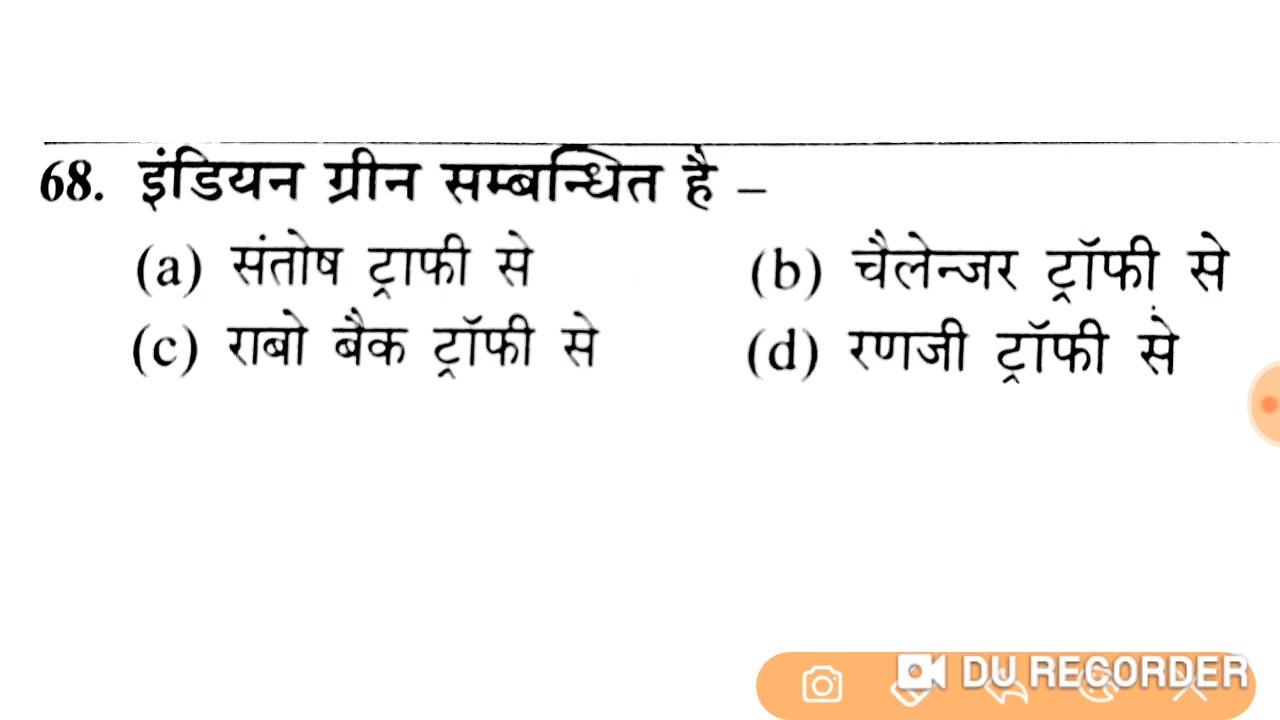 68. इंडियन ग्रीन सम्बन्धित है –
(a) संतोष ट्राफी से (b) चैलेन्जर ट्रॉफी से
(c) राबो बैक ट्रॉफी से (d) रणजी ट्रॉफी से
DU RECORDER